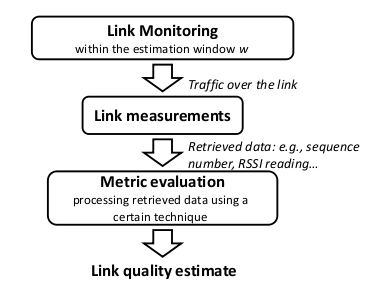 Link Monitoring
within the estimation window w
Traffic over the link
Link measurements
Retrieved data: e.g., sequence
number, RSSI reading...
Metric evaluation
processing retrieved data using a
certain technique
Link quality estimate